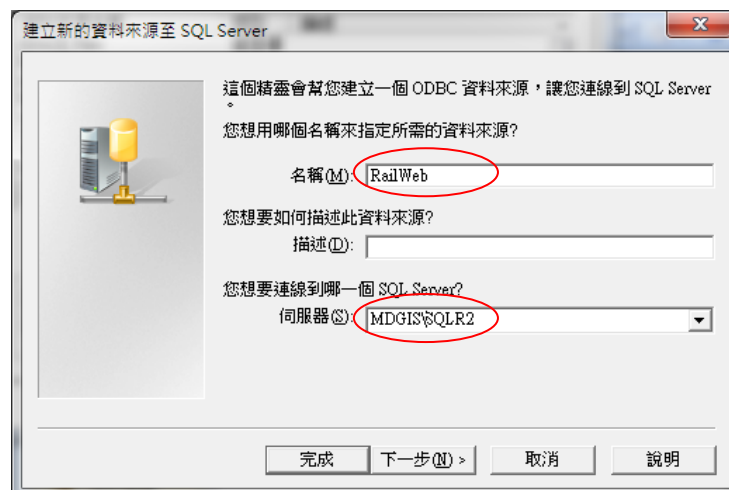 建立新的資料來源至 SQL Server
這個精靈會幫您建立一個 ODBC 資料來源，讓您連線到 SQL Server
。
您想用哪個名稱來指定所需的資料來源?
名稱(M): RailWeb
您想要如何描述此資料來源?
描述(D):
您想要連線到哪一個 SQL Server?
伺服器(S): MDGIS\SQLR2
完成 下一步(N) > 取消 說明